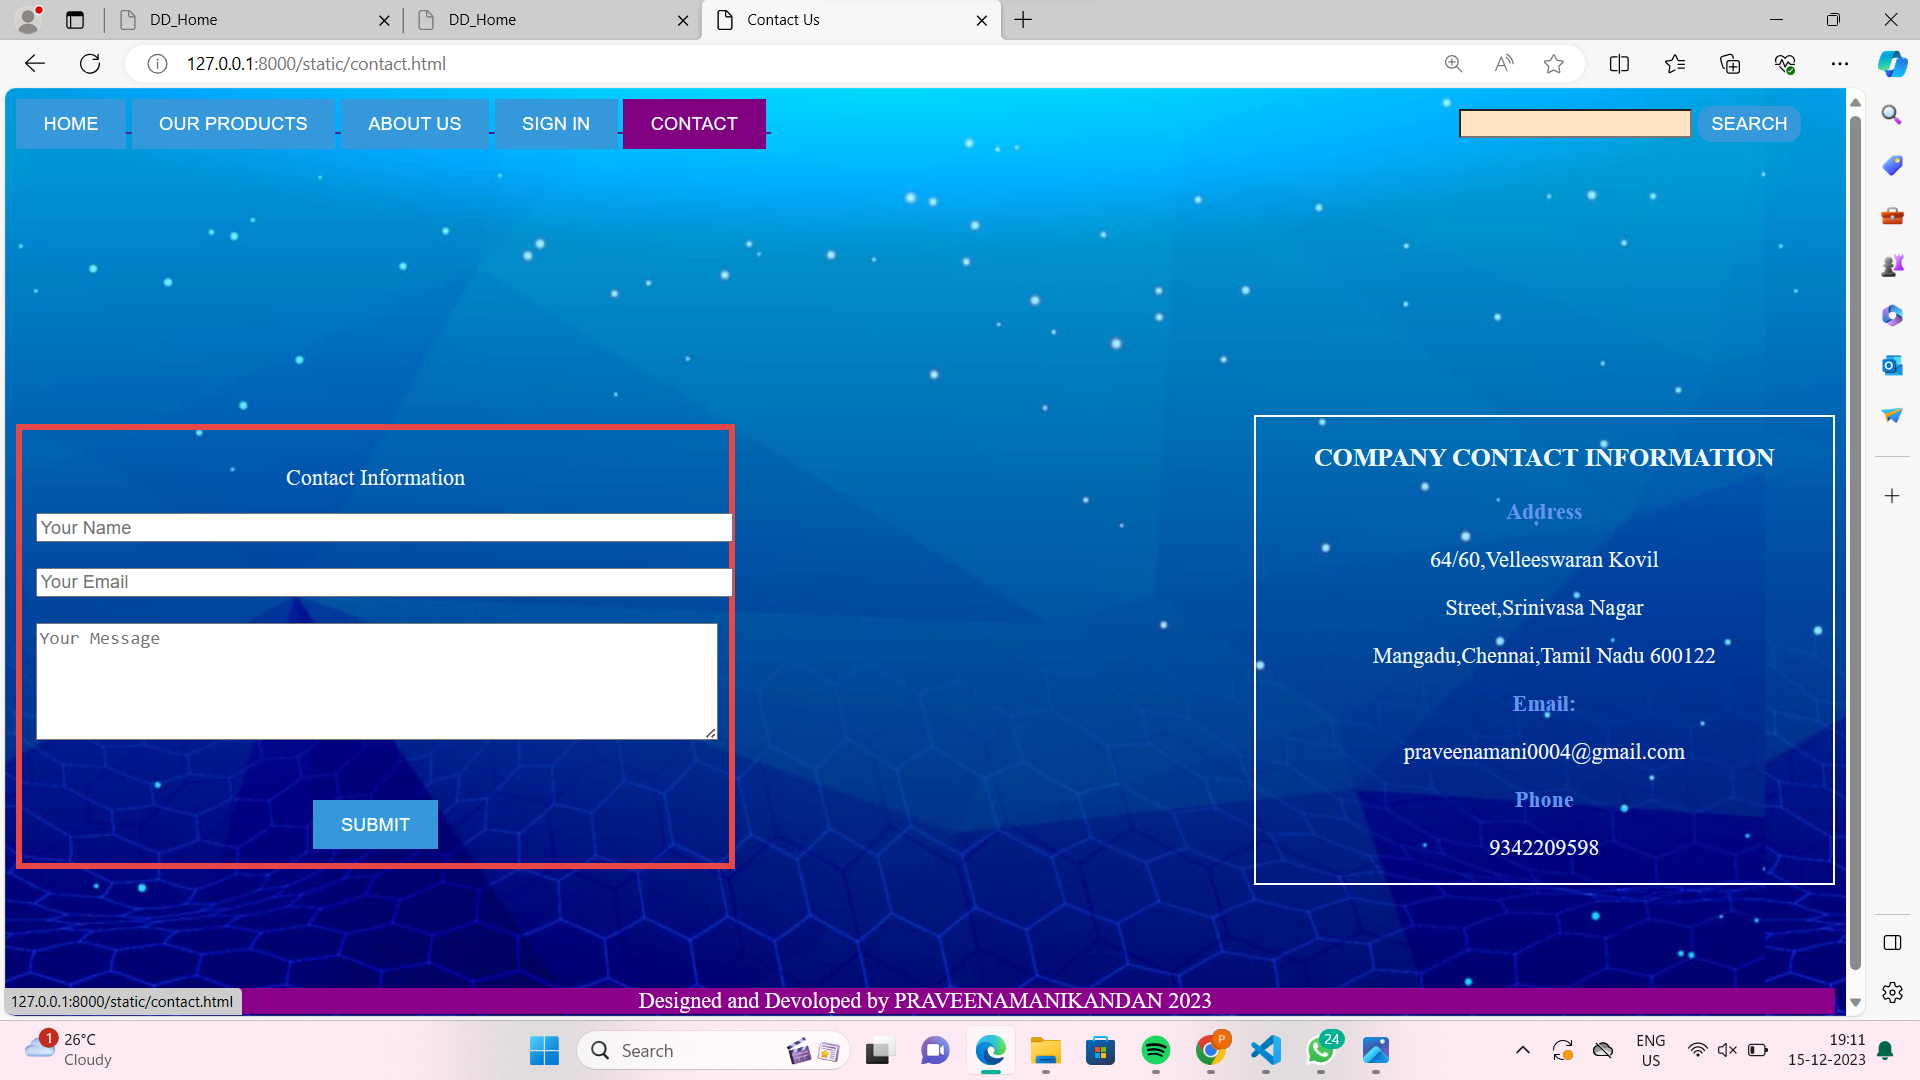 DD_Home
DD_Home
Contact Us
127.0.0.1:8000/static/contact.html
HOME
OUR PRODUCTS
ABOUT US
SIGN IN
CONTACT
SEARCH
Contact Information
Your Name
Your Email
Your Message
SUBMIT
COMPANY CONTACT INFORMATION
Address
64/60,Velleeswaran Kovil
Street,Srinivasa Nagar
Mangadu,Chennai,Tamil Nadu 600122
Email:
praveenamani0004@gmail.com
Phone
9342209598
127.0.0.1:8000/static/contact.html
Designed and Devoloped by PRAVEENAMANIKANDAN 2023
1
26°C
Cloudy
Search
P
24
ENG
US
19:11
15-12-2023